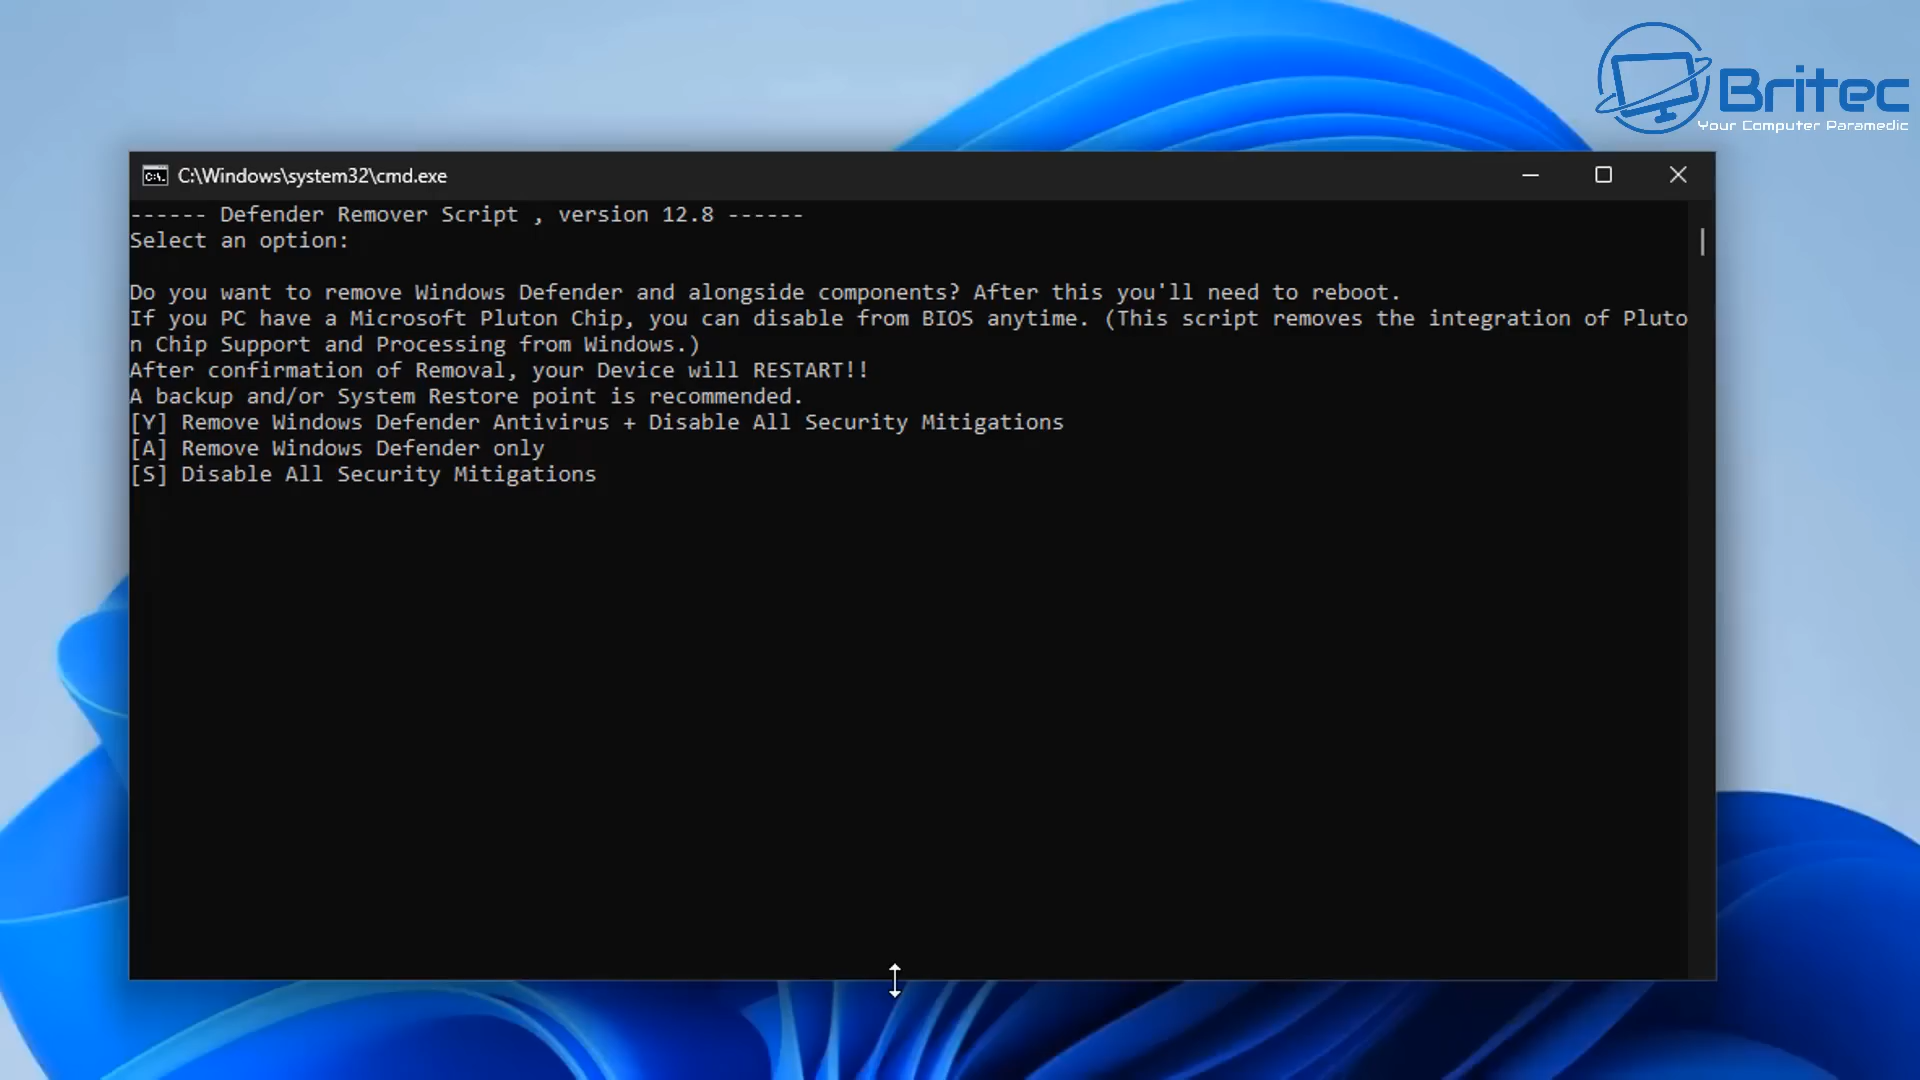 Britec
Your Computer Paramedic
C:\Windows\system32\cmd.exe
------ Defender Remover Script , version 12.8 ------
Select an option:
Do you want to remove Windows Defender and alongside components? After this you'll need to reboot.
If you PC have a Microsoft Pluton Chip, you can disable from BIOS anytime. (This script removes the integration of Pluto
n Chip Support and Processing from Windows.)
After confirmation of Removal, your Device will RESTART!!
A backup and/or System Restore point is recommended.
[Y] Remove Windows Defender Antivirus + Disable All Security Mitigations
[A] Remove Windows Defender only
[S] Disable All Security Mitigations